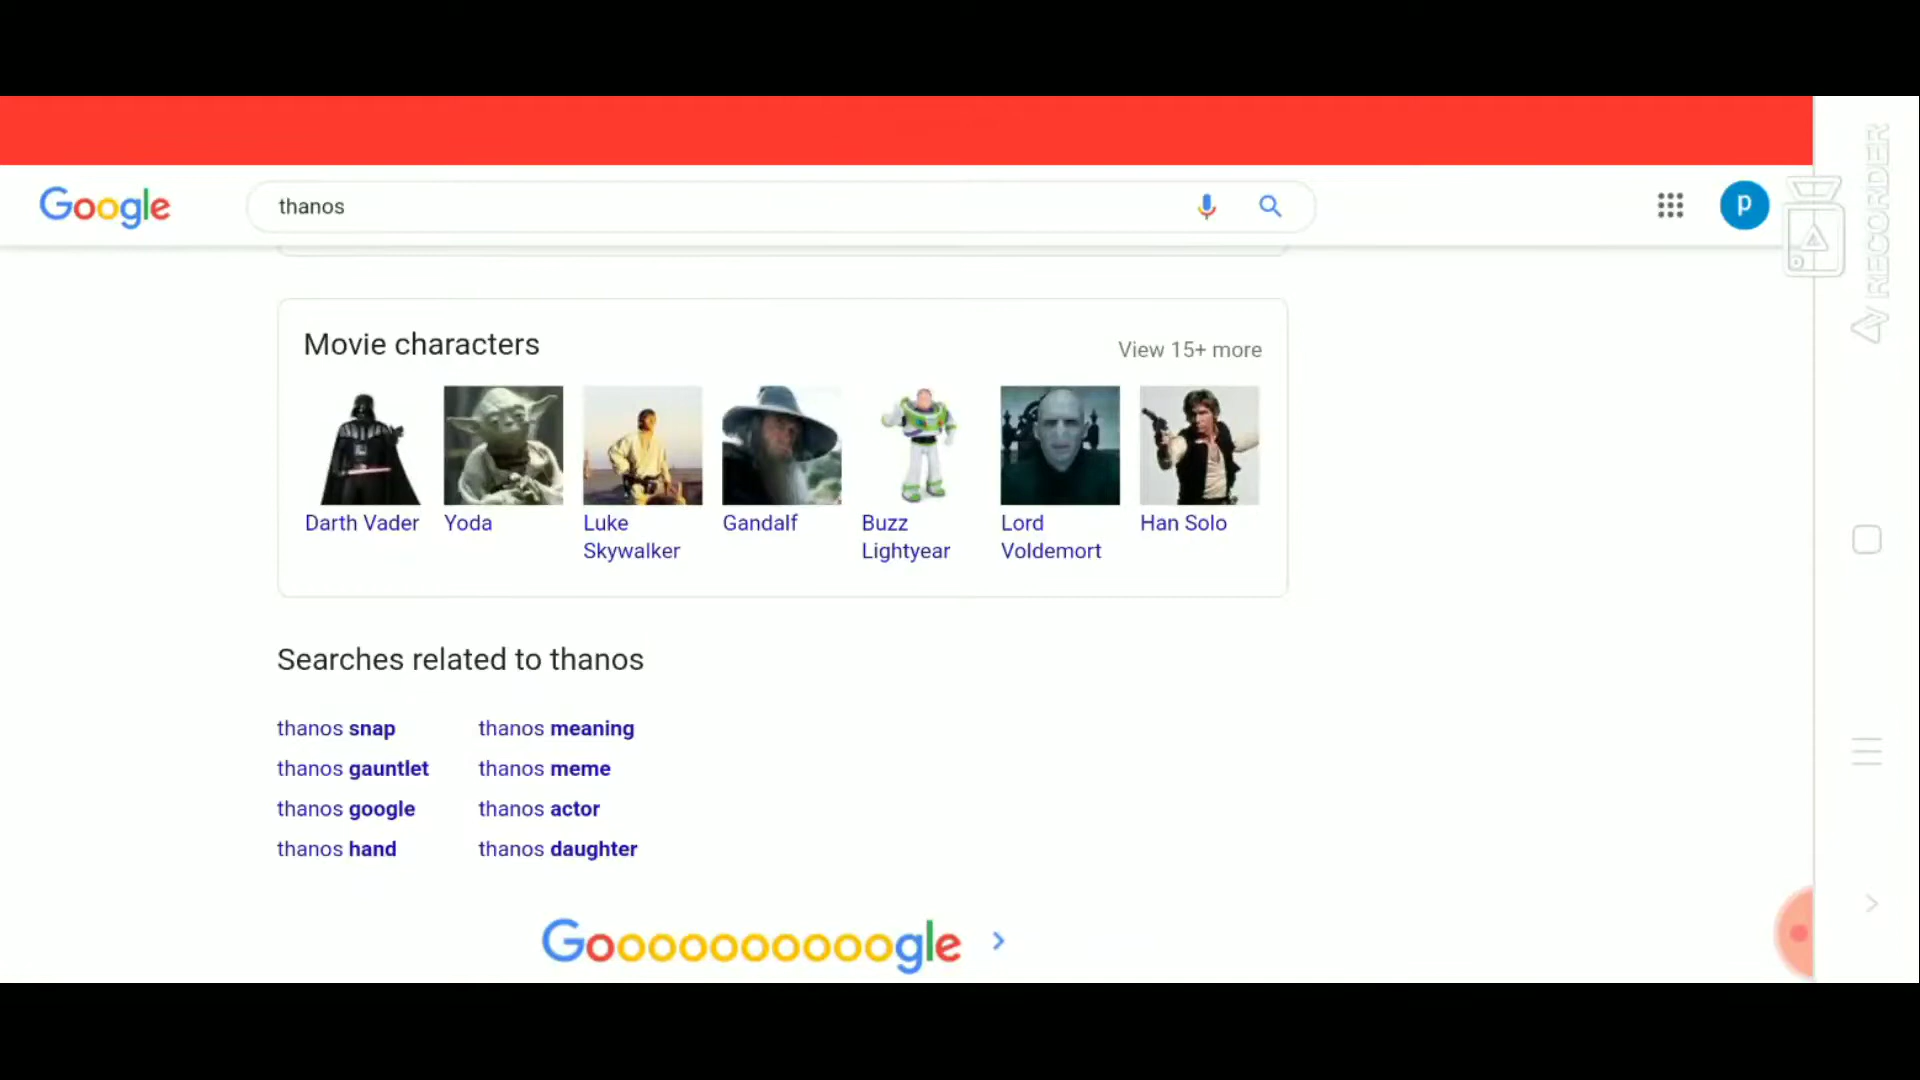 Google
thanos
p
RECORDER
Movie characters
View 15+ more
Darth Vader
Yoda
Luke
Skywalker
Gandalf
Buzz
Lightyear
Lord
Voldemort
Han Solo
Searches related to thanos
thanos snap
thanos meaning
thanos gauntlet
thanos meme
thanos google
thanos actor
thanos hand
thanos daughter
Goooooooooogle